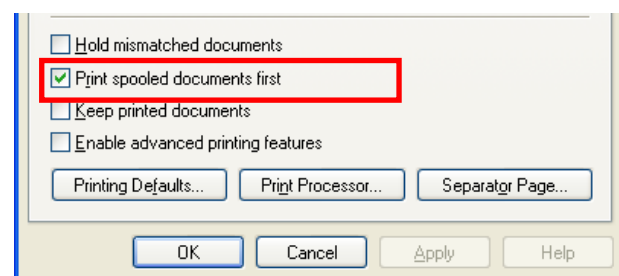 Hold mismatched documents
Print spooled documents first
Keep printed documents
Enable advanced printing features
Printing Defaults... Print Processor... Separator Page...
OK Cancel Apply Help